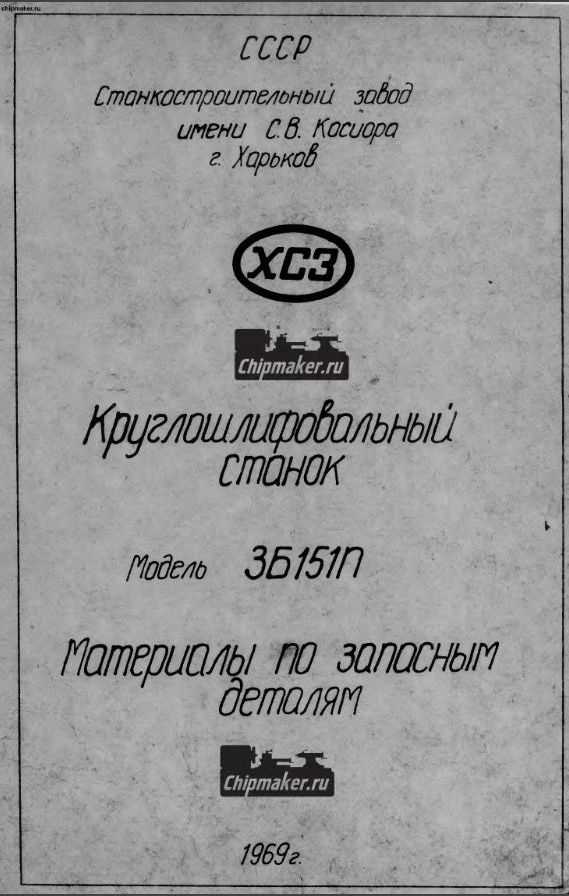 chipmaker.ru
СССР
Станкостроительный завод
имени С.В. Косиора
г. Харьков
ХСЗ
Chipmaker.ru
Круглошлифовальный
станок
Модель 3Б151П
Материалы по запасным
деталям
Chipmaker.ru
1969г.